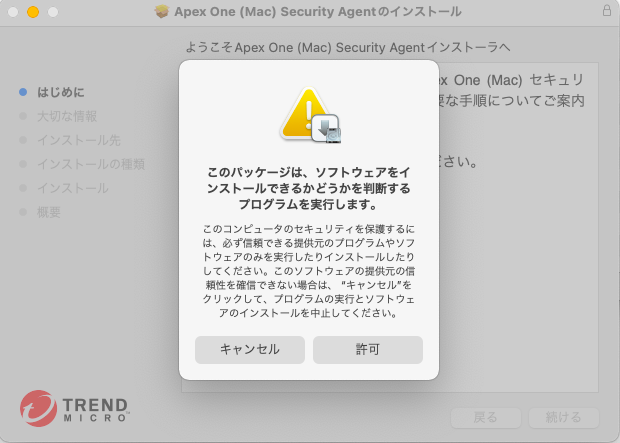 Apex One (Mac) Security Agentのインストール
ようこそApex One (Mac) Security Agentインストーラへ
はじめに
大切な情報
インストール先
インストールの種類
インストール
概要
ex One (Mac) セキュリ
要な手順についてご案内
ださい。
このパッケージは、ソフトウェアをイ
ンストールできるかどうかを判断する
プログラムを実行します。
このコンピュータのセキュリティを保護するに
は、必ず信頼できる提供元のプログラムやソフ
トウェアのみを実行したりインストールしたり
してください。このソフトウェアの提供元の信
頼性を確信できない場合は、“キャンセル”を
クリックして、プログラムの実行とソフトウェ
アのインストールを中止してください。
キャンセル
許可
TREND
MICRO™
戻る
続ける